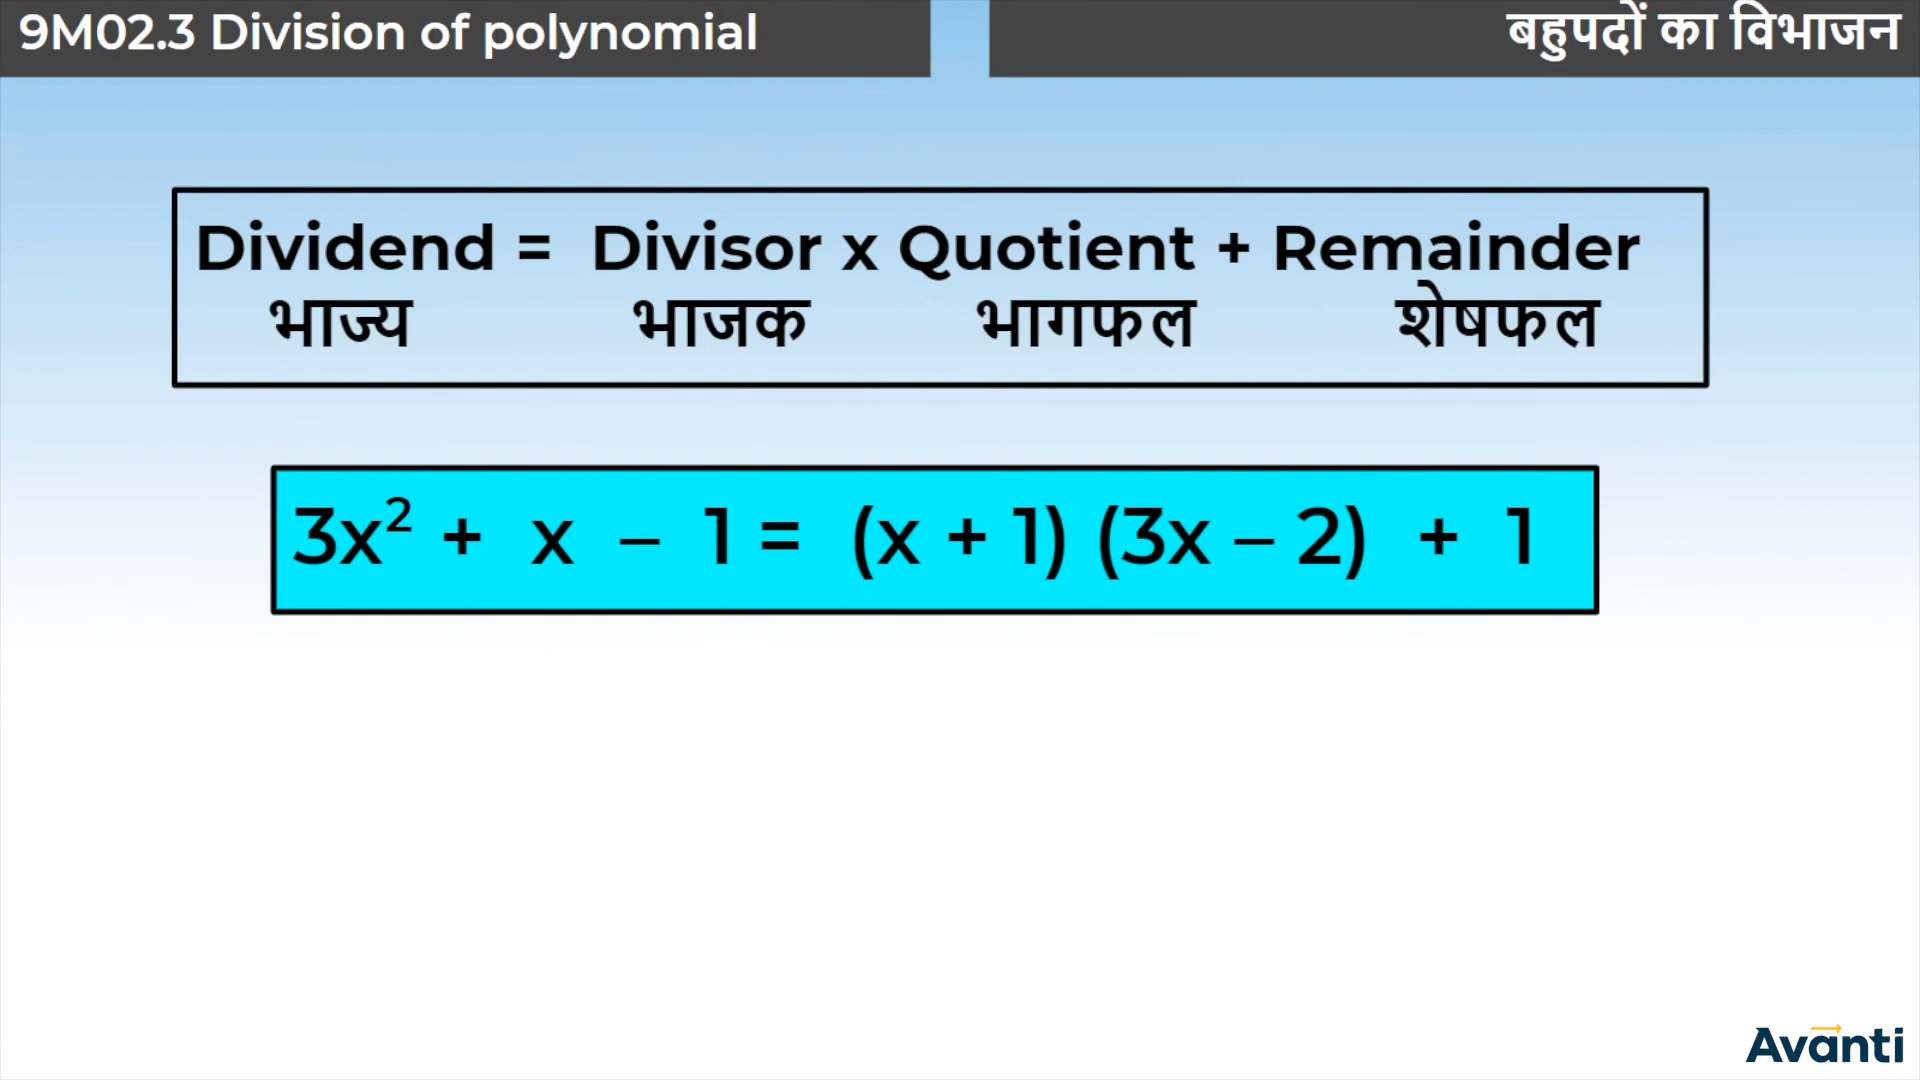 9M02.3 Division of polynomial
बहुपदों का विभाजन
Dividend = Divisor x Quotient + Remainder
भाज्य भाजक भागफल शेषफल
3x² + x – 1 = (x + 1) (3x – 2) + 1
Avanti